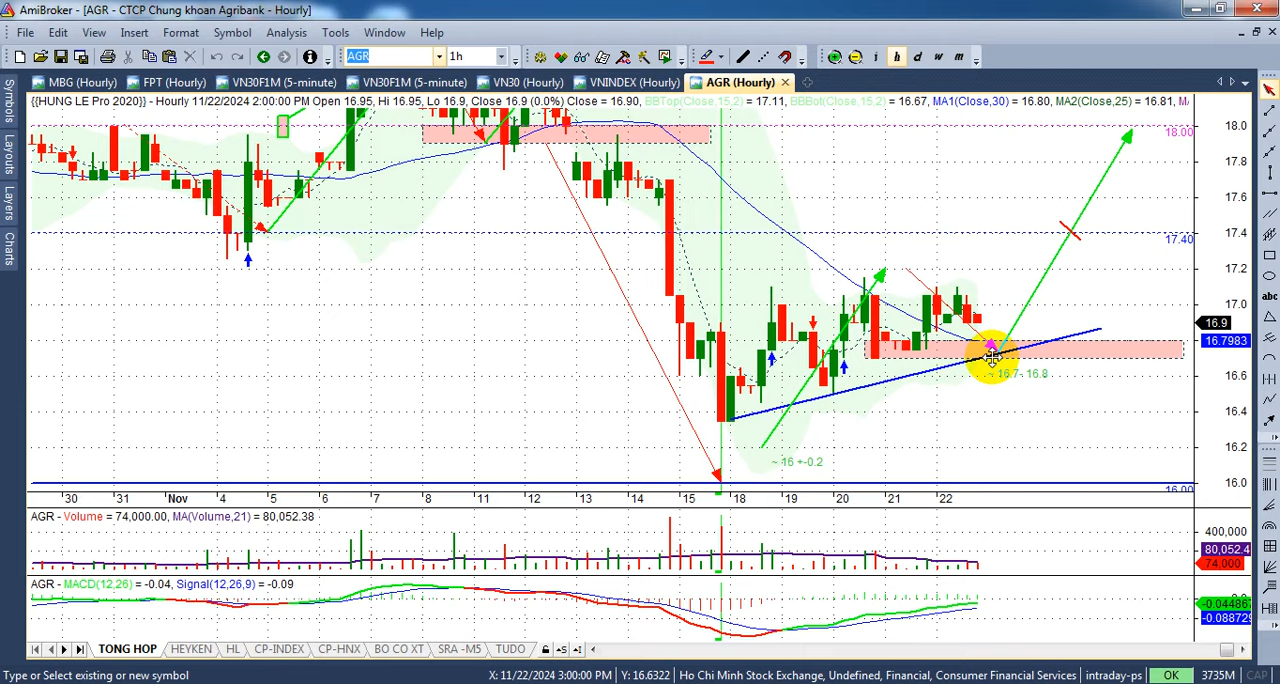 AmiBroker - [AGR - CTCP Chung khoan Agribank - Hourly]
File Edit View Insert Format Symbol Analysis Tools Window Help
AGR 1h i h d w m
MBG (Hourly) FPT (Hourly) VN30F1M (5-minute) VN30F1M (5-minute) VN30 (Hourly) VNINDEX (Hourly) AGR (Hourly)
Symbols
Layouts
Layers
Charts
{{HUNG LE Pro 2020}} - Hourly 11/22/2024 2:00:00 PM Open 16.95, Hi 16.95, Lo 16.9, Close 16.9 (0.0%) Close = 16.90, BBTop(Close,15,2) = 17.11, BBBot(Close,15,2) = 16.67, MA1(Close,30) = 16.80, MA2(Close,25) = 16.81,
18.00 18.0
17.8
17.6
17.40 17.4
17.2
17.0
16.9
16.7983
~ 16.7- 16.8 16.6
16.4
~ 16 +-0.2 16.2
16.00 16.0
30 31 Nov 4 5 6 7 8 11 12 13 14 15 18 19 20 21 22
AGR - Volume = 74,000.00, MA(Volume,21) = 80,052.38
400,000
80,052.4
74,000
AGR - MACD(12,26) = -0.04, Signal(12,26,9) = -0.09
-0.044867
-0.088729
TONG HOP HEYKEN HL CP-INDEX CP-HNX BO CO XT SRA -M5 TUDO
abc
Type or Select existing or new symbol X: 11/22/2024 3:00:00 PM Y: 16.6322 Ho Chi Minh Stock Exchange, Undefined, Financial, Consumer Financial Services intraday-ps OK 3735M CAP